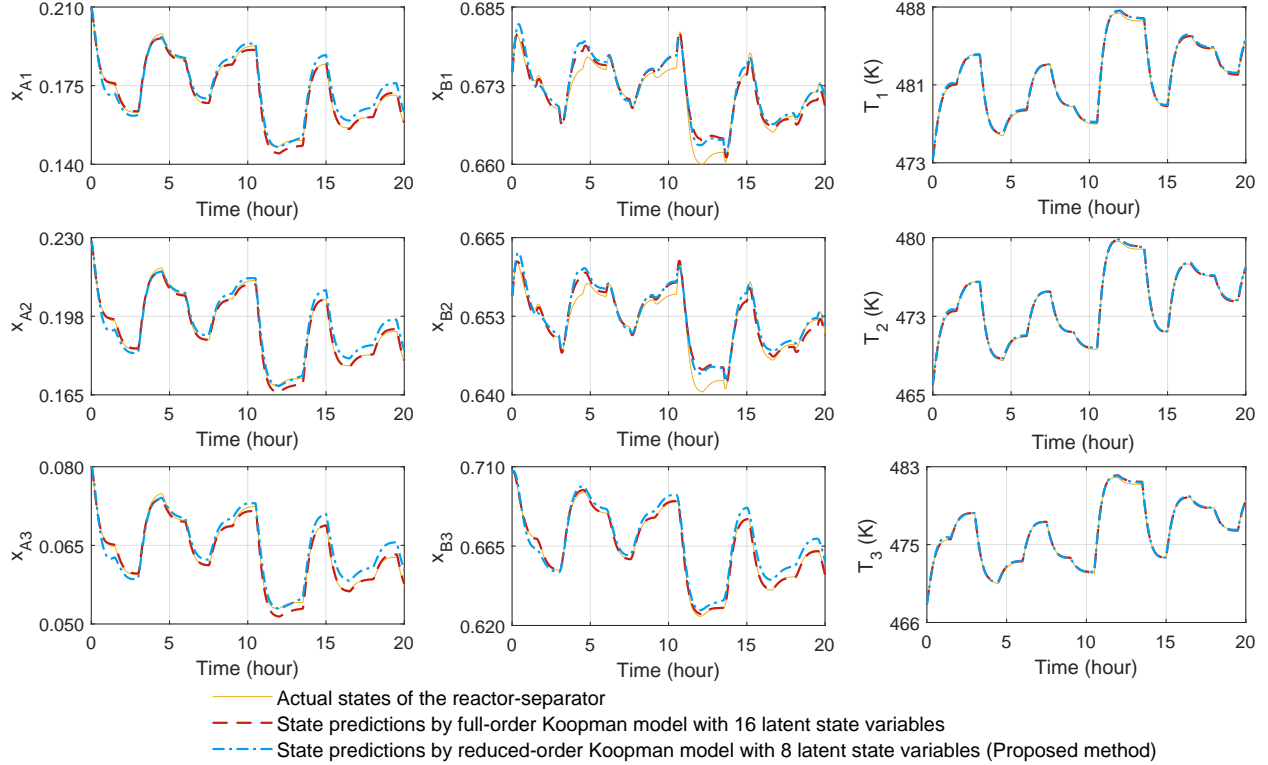 0.210
0.175
0.140
x_A1
0 5 10 15 20
Time (hour)
0.685
0.673
0.660
x_B1
0 5 10 15 20
Time (hour)
488
481
473
T_1 (K)
0 5 10 15 20
Time (hour)
0.230
0.198
0.165
x_A2
0 5 10 15 20
Time (hour)
0.665
0.653
0.640
x_B2
0 5 10 15 20
Time (hour)
480
473
465
T_2 (K)
0 5 10 15 20
Time (hour)
0.080
0.065
0.050
x_A3
0 5 10 15 20
Time (hour)
0.710
0.665
0.620
x_B3
0 5 10 15 20
Time (hour)
483
475
466
T_3 (K)
0 5 10 15 20
Time (hour)
Actual states of the reactor-separator
State predictions by full-order Koopman model with 16 latent state variables
State predictions by reduced-order Koopman model with 8 latent state variables (Proposed method)